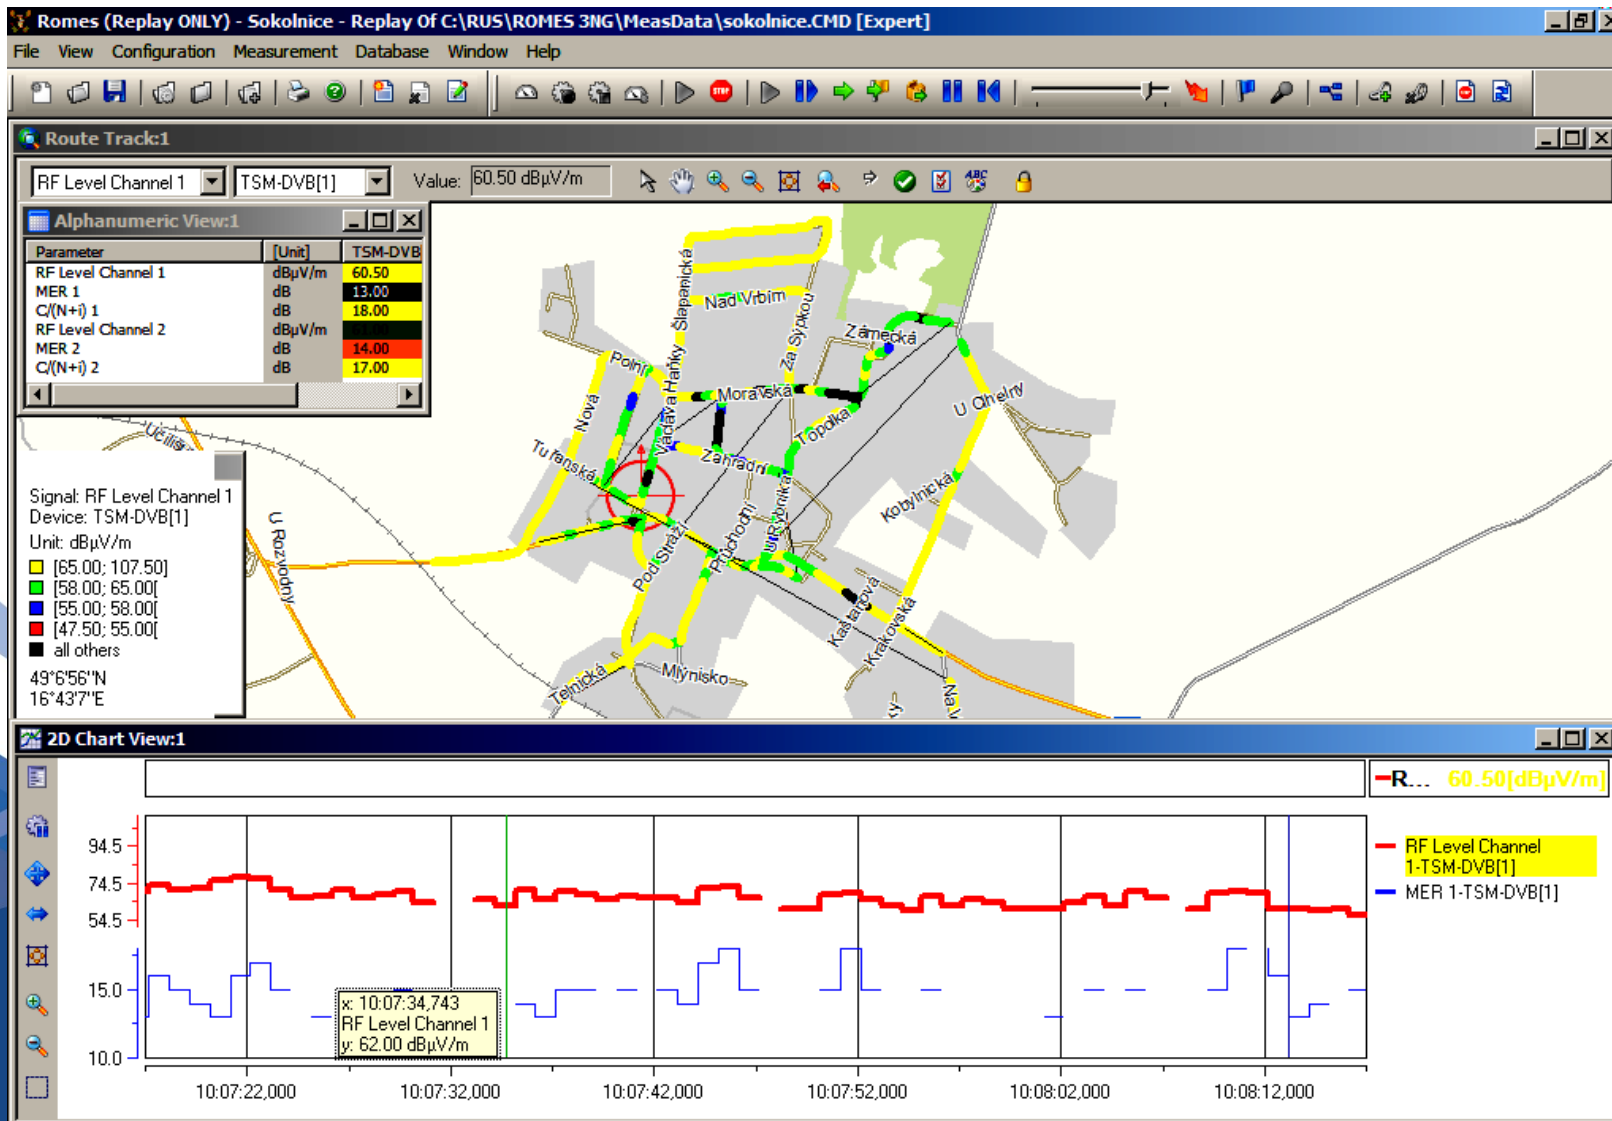 Romes (Replay ONLY) - Sokolnice - Replay Of C:\RUS\ROMES 3NG\MeasData\sokolnice.CMD [Expert]
File View Configuration Measurement Database Window Help
Route Track:1
RF Level Channel 1 TSM-DVB[1] Value: 60.50 dBµV/m
Alphanumeric View:1
Parameter [Unit] TSM-DVB
RF Level Channel 1 dBµV/m 60.50
MER 1 dB 13.00
C/(N+i) 1 dB 18.00
RF Level Channel 2 dBµV/m
MER 2 dB 14.00
C/(N+i) 2 dB 17.00
Šlapanická
Nad Vrbím
Za Sýpkou
Zámecká
Polní
Václava Haňky
Moravská
U Cihelny
Nová
Topolka
Tuřanská
Zahradní
Kobylnická
U Rybníka
Průchodní
Pod Stráží
Kaštanová
Krakovská
Mlýnisko
Telnická
U Rozvodny
Signal: RF Level Channel 1
Device: TSM-DVB[1]
Unit: dBµV/m
[65.00; 107.50]
[58.00; 65.00[
[55.00; 58.00[
[47.50; 55.00[
all others
49°6'56''N
16°43'7''E
2D Chart View:1
R... 60.50[dBµV/m]
94.5
74.5
54.5
15.0
10.0
RF Level Channel
1-TSM-DVB[1]
MER 1-TSM-DVB[1]
x: 10:07:34,743
RF Level Channel 1
y: 62.00 dBµV/m
10:07:22,000 10:07:32,000 10:07:42,000 10:07:52,000 10:08:02,000 10:08:12,000